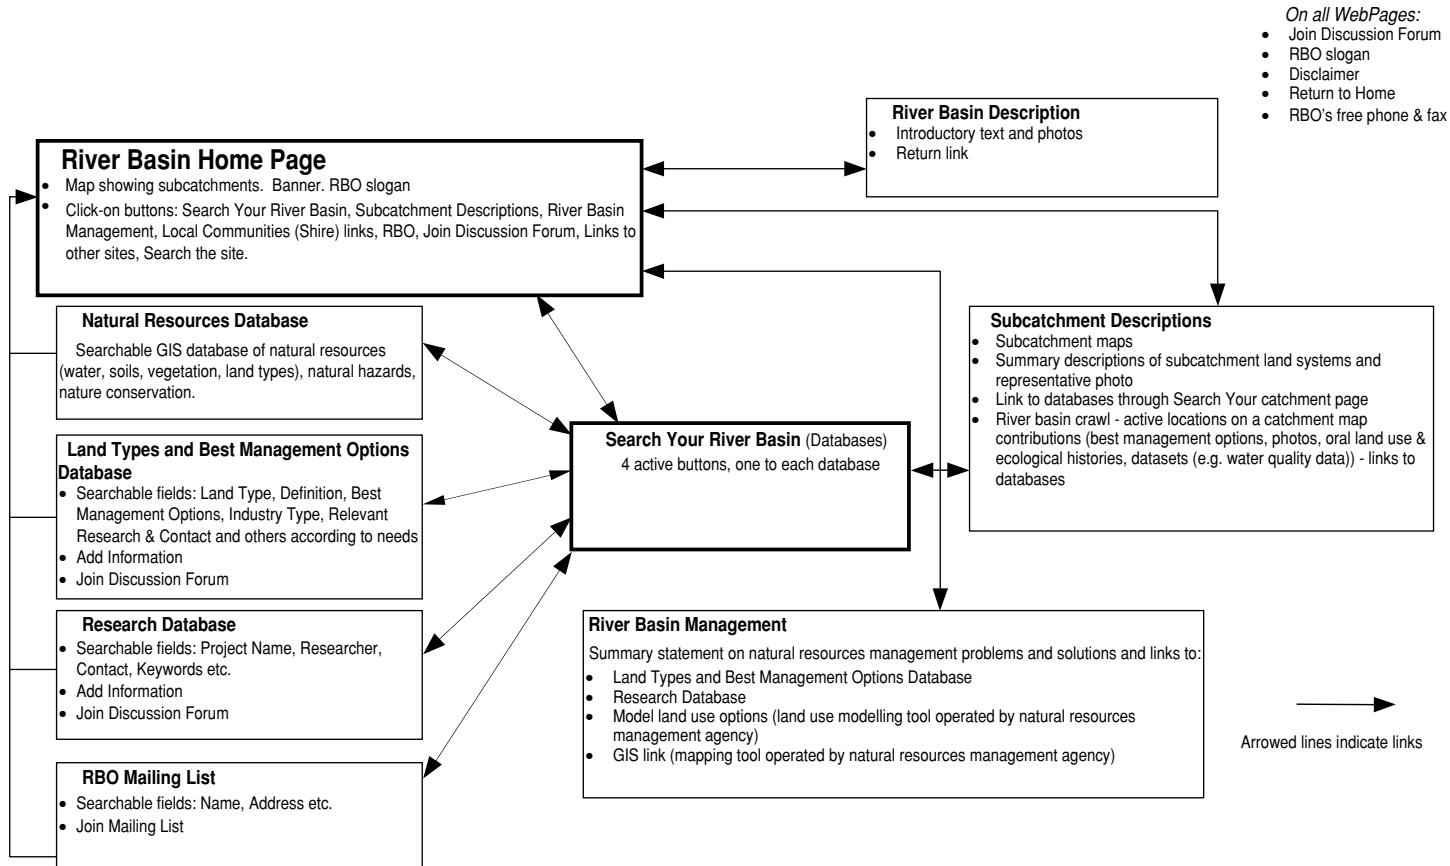 On all WebPages:
• Join Discussion Forum
• RBO slogan
• Disclaimer
• Return to Home
• RBO's free phone & fax
River Basin Description
• Introductory text and photos
• Return link
River Basin Home Page
• Map showing subcatchments. Banner. RBO slogan
• Click-on buttons: Search Your River Basin, Subcatchment Descriptions, River Basin
Management, Local Communities (Shire) links, RBO, Join Discussion Forum, Links to
other sites, Search the site.
Natural Resources Database
Searchable GIS database of natural resources
(water, soils, vegetation, land types), natural hazards,
nature conservation.
Subcatchment Descriptions
• Subcatchment maps
• Summary descriptions of subcatchment land systems and
representative photo
• Link to databases through Search Your catchment page
• River basin crawl - active locations on a catchment map
contributions (best management options, photos, oral land use &
ecological histories, datasets (e.g. water quality data)) - links to
databases
Search Your River Basin (Databases)
4 active buttons, one to each database
Land Types and Best Management Options
Database
• Searchable fields: Land Type, Definition, Best
Management Options, Industry Type, Relevant
Research & Contact and others according to needs
• Add Information
• Join Discussion Forum
Research Database
• Searchable fields: Project Name, Researcher,
Contact, Keywords etc.
• Add Information
• Join Discussion Forum
River Basin Management
Summary statement on natural resources management problems and solutions and links to:
• Land Types and Best Management Options Database
• Research Database
• Model land use options (land use modelling tool operated by natural resources
management agency)
• GIS link (mapping tool operated by natural resources management agency)
Arrowed lines indicate links
RBO Mailing List
• Searchable fields: Name, Address etc.
• Join Mailing List